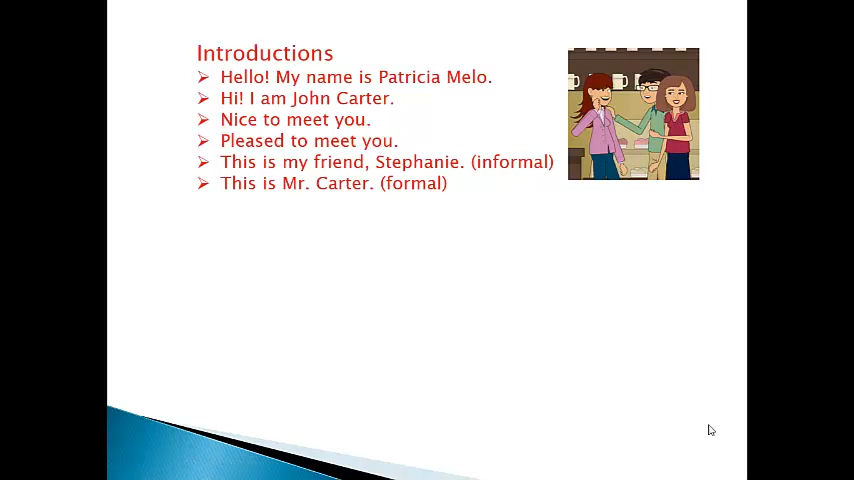 Introductions
➢ Hello! My name is Patricia Melo.
➢ Hi! I am John Carter.
➢ Nice to meet you.
➢ Pleased to meet you.
➢ This is my friend, Stephanie. (informal)
➢ This is Mr. Carter. (formal)